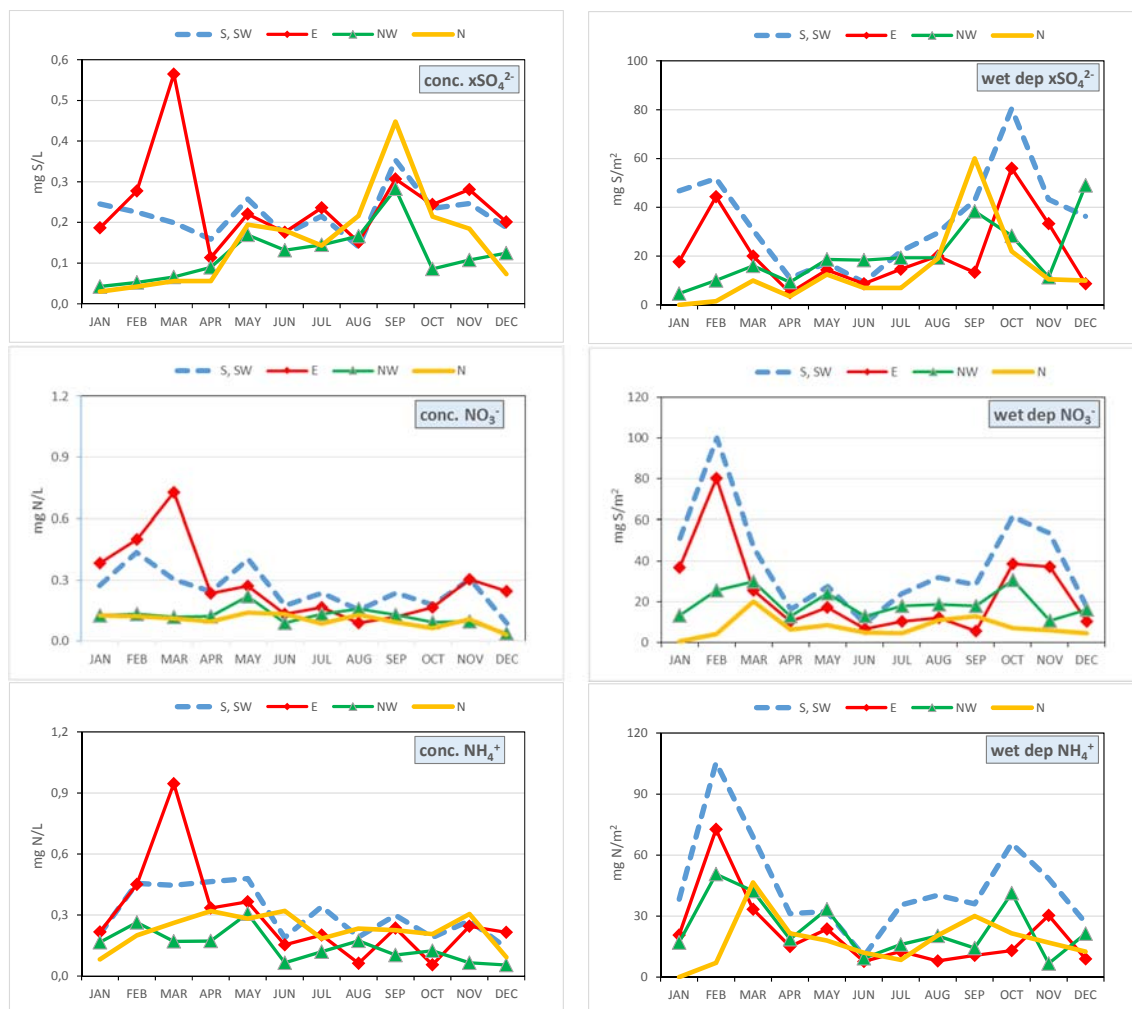 S, SW E NW N
conc. xSO₄²⁻
mg S/L
0,6
0,5
0,4
0,3
0,2
0,1
0,0
JAN FEB MAR APR MAY JUN JUL AUG SEP OCT NOV DEC
S, SW E NW N
wet dep xSO₄²⁻
mg S/m²
100
80
60
40
20
0
JAN FEB MAR APR MAY JUN JUL AUG SEP OCT NOV DEC
S, SW E NW N
conc. NO₃⁻
mg N/L
1.2
0.9
0.6
0.3
0.0
JAN FEB MAR APR MAY JUN JUL AUG SEP OCT NOV DEC
S, SW E NW N
wet dep NO₃⁻
mg S/m²
120
100
80
60
40
20
0
JAN FEB MAR APR MAY JUN JUL AUG SEP OCT NOV DEC
S, SW E NW N
conc. NH₄⁺
mg N/L
1,2
0,9
0,6
0,3
0,0
JAN FEB MAR APR MAY JUN JUL AUG SEP OCT NOV DEC
S, SW E NW N
wet dep NH₄⁺
mg N/m²
120
90
60
30
0
JAN FEB MAR APR MAY JUN JUL AUG SEP OCT NOV DEC